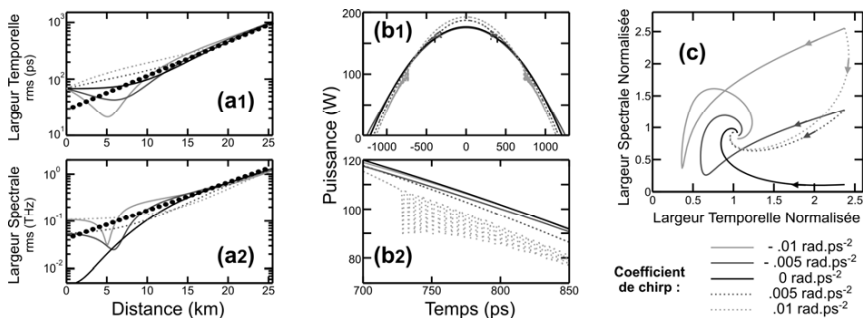 Largeur Temporelle
rms (ps)
10³
10²
10¹
0 5 10 15 20 25
(a1)
Largeur Spectrale
rms (THz)
10⁰
10⁻¹
10⁻²
0 5 10 15 20 25
(a2)
Distance (km)
Puissance (W)
200
150
100
50
0
-1000 -500 0 500 1000
(b1)
120
110
100
90
80
700 750 800 850
(b2)
Temps (ps)
Largeur Spectrale Normalisée
2.5
2
1.5
1
0.5
0
0 0.5 1 1.5 2 2.5
(c)
Largeur Temporelle Normalisée
Coefficient
de chirp :
- .01 rad.ps⁻²
- .005 rad.ps⁻²
0 rad.ps⁻²
.005 rad.ps⁻²
.01 rad.ps⁻²